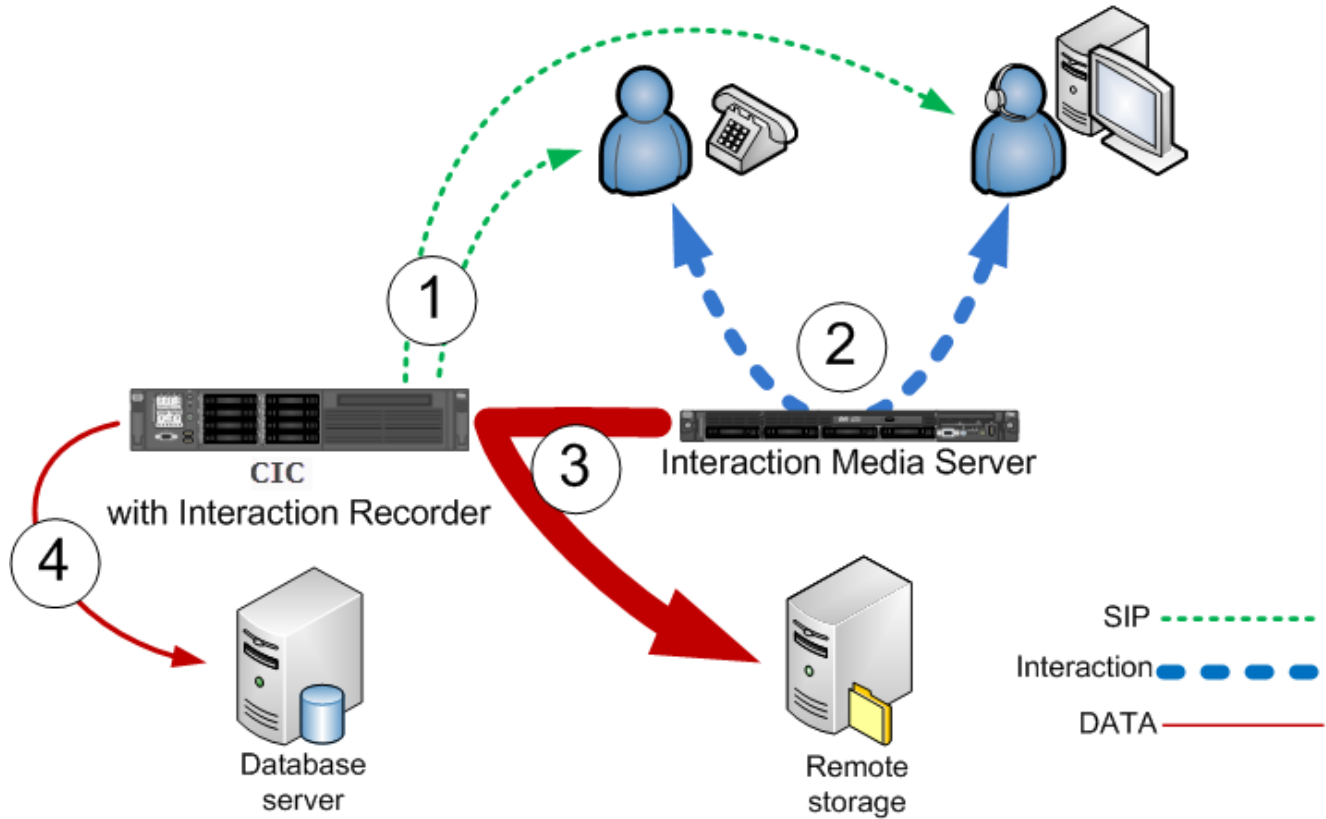 1
2
CIC
with Interaction Recorder
3
Interaction Media Server
4
Database
server
Remote
storage
SIP
Interaction
DATA